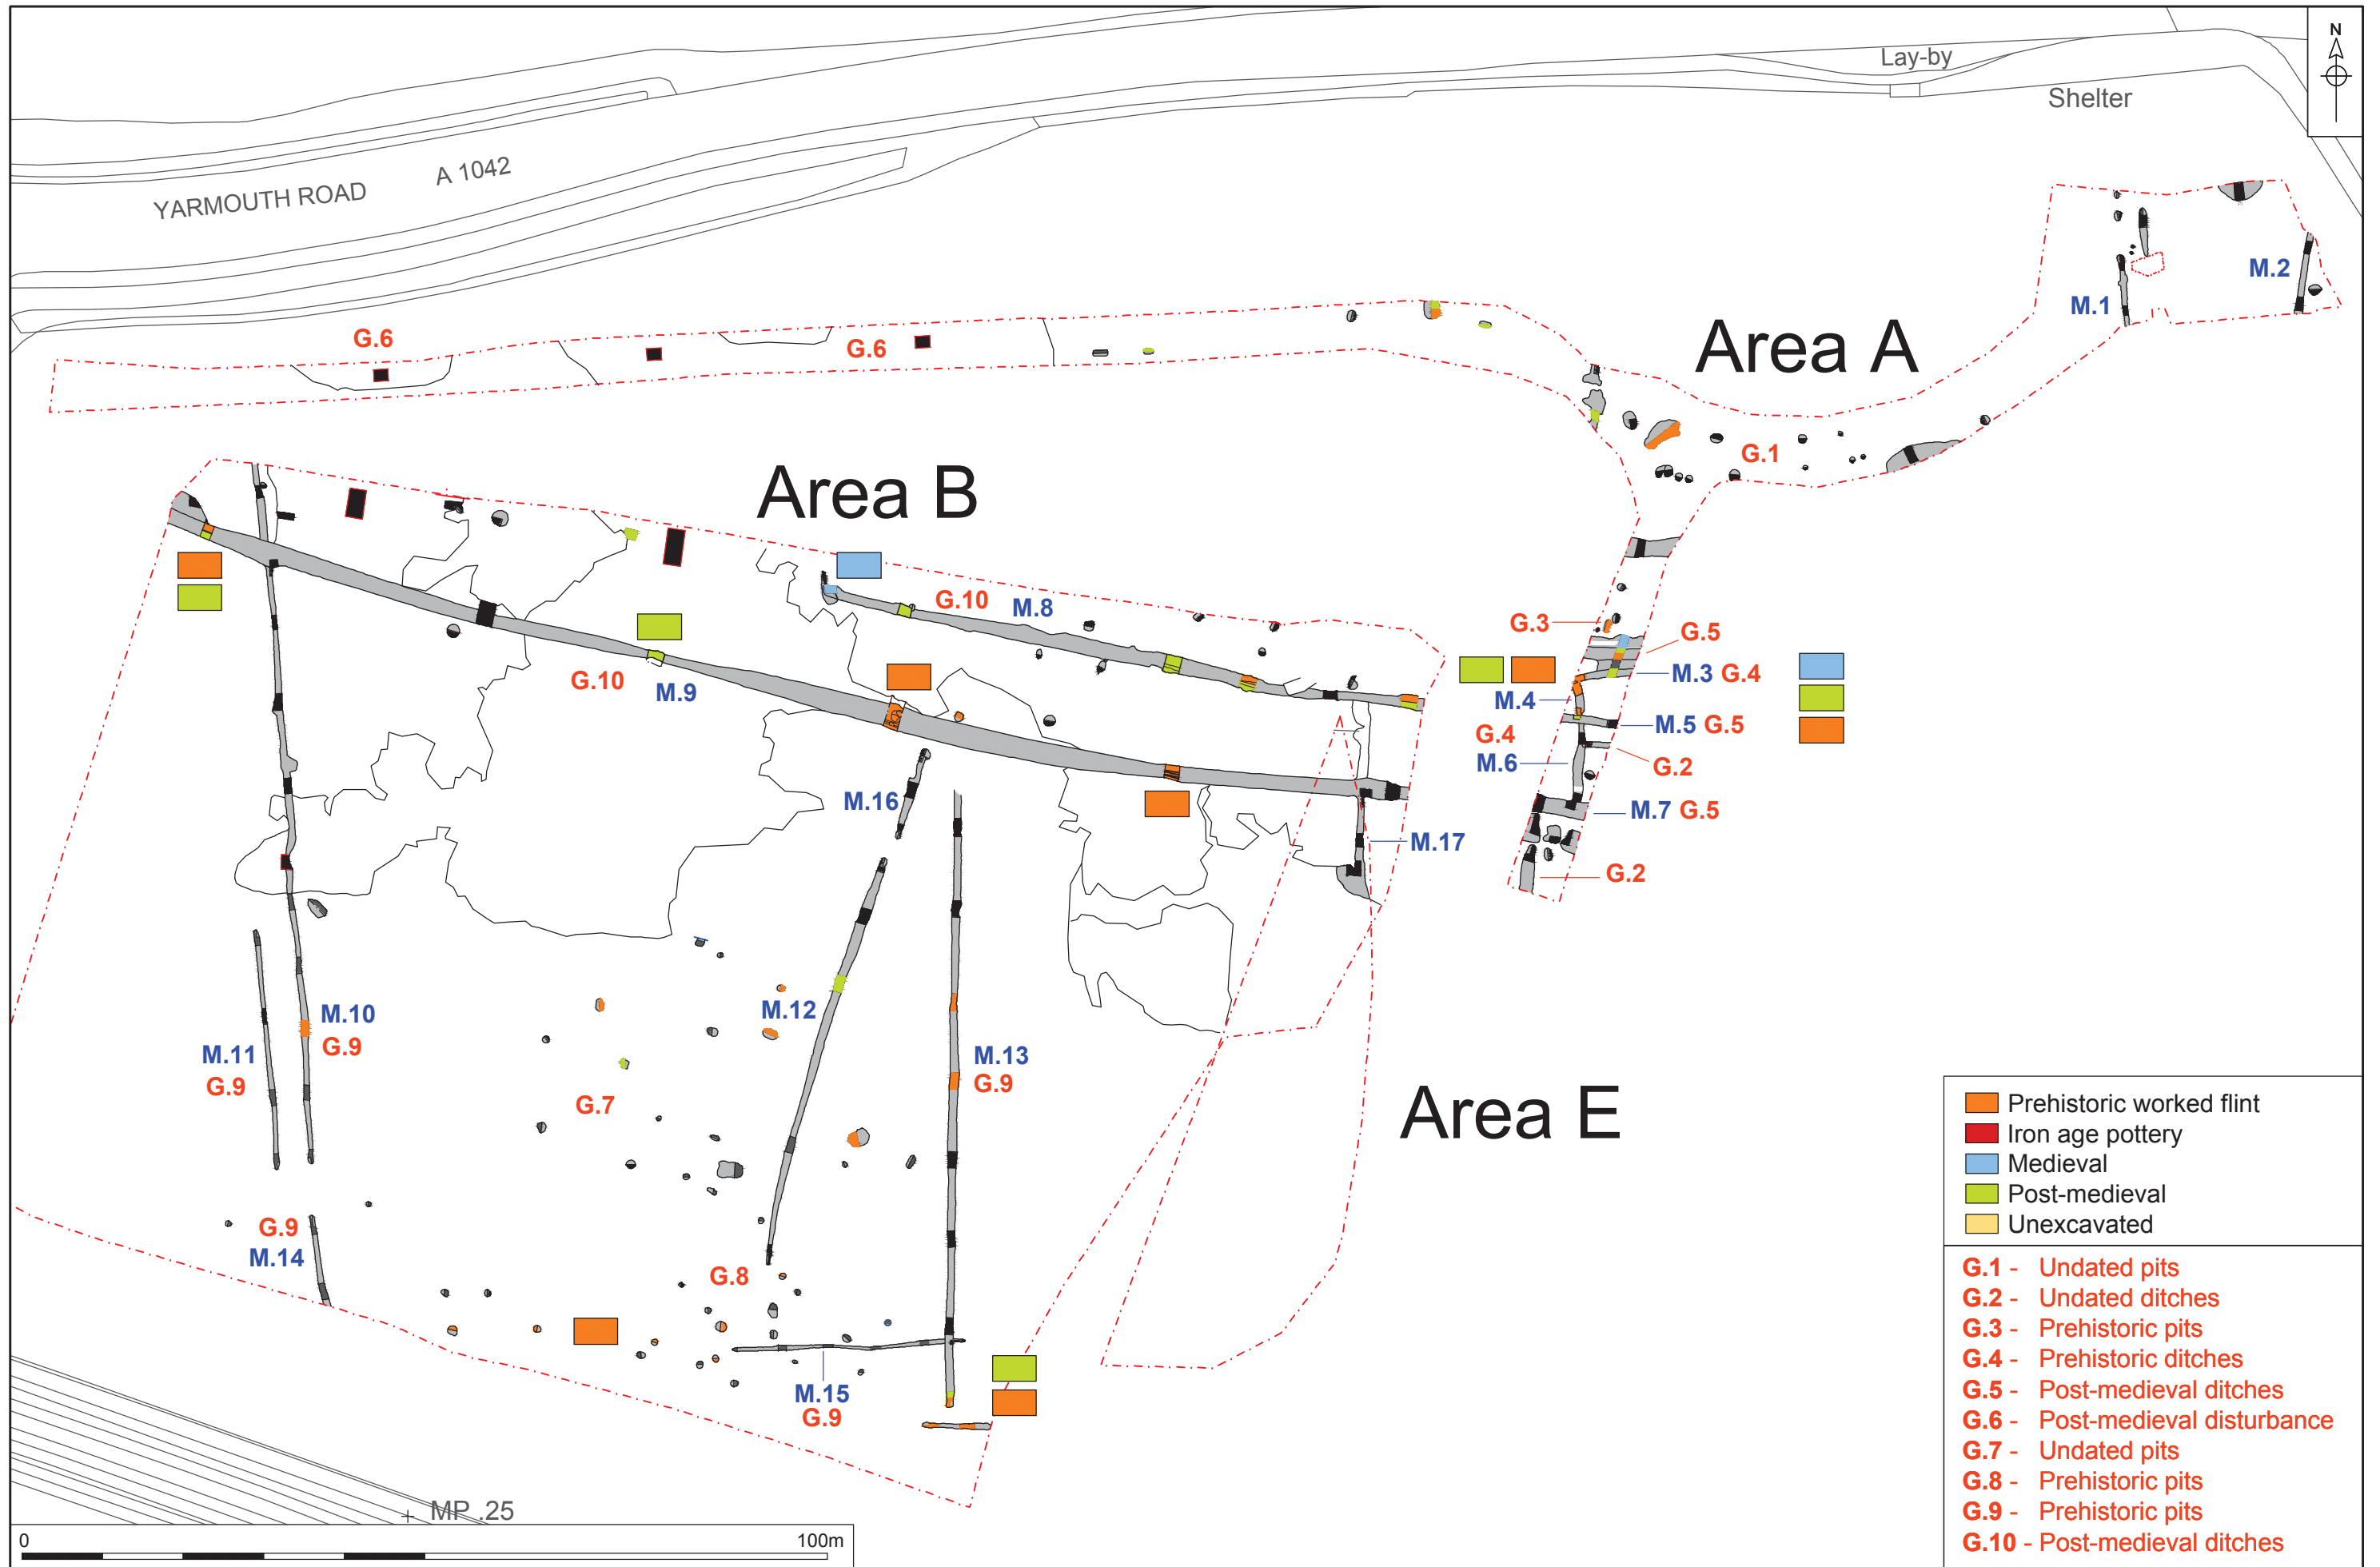 N
Lay-by
Shelter
A 1042
YARMOUTH ROAD
M.2
M.1
G.6
G.6
Area A
G.1
Area B
G.10 M.8
G.3
G.5
M.3 G.4
G.10
M.9
M.4
M.5 G.5
G.4
M.6
G.2
M.16
M.7 G.5
M.17
G.2
M.10
M.12
G.9
M.11
M.13
G.9
G.9
G.7
Area E
G.9
M.14
G.8
M.15
G.9
MP .25
0 100m
Prehistoric worked flint
Iron age pottery
Medieval
Post-medieval
Unexcavated
G.1 - Undated pits
G.2 - Undated ditches
G.3 - Prehistoric pits
G.4 - Prehistoric ditches
G.5 - Post-medieval ditches
G.6 - Post-medieval disturbance
G.7 - Undated pits
G.8 - Prehistoric pits
G.9 - Prehistoric pits
G.10 - Post-medieval ditches